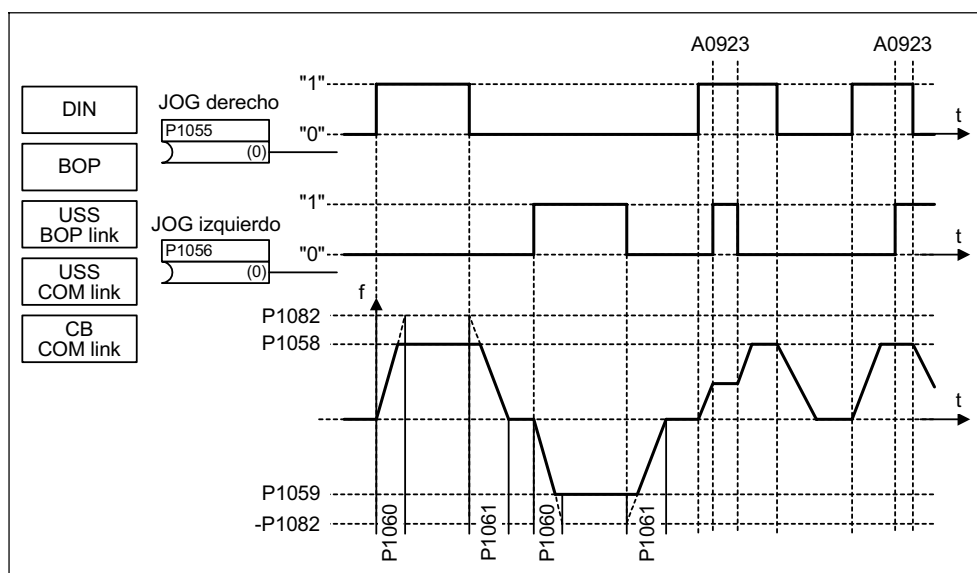 A0923
A0923
DIN
BOP
USS
BOP link
USS
COM link
CB
COM link
JOG derecho
P1055
(0)
"1"
"0"
t
JOG izquierdo
P1056
(0)
"1"
"0"
t
f
P1082
P1058
t
P1059
-P1082
P1060
P1061
P1060
P1061